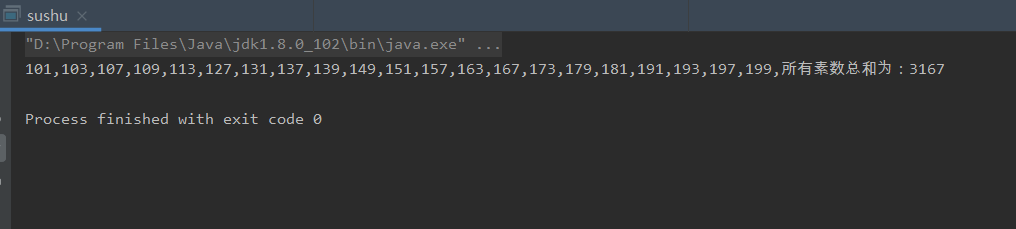 sushu
"D:\Program Files\Java\jdk1.8.0_102\bin\java.exe" ...
101,103,107,109,113,127,131,137,139,149,151,157,163,167,173,179,181,191,193,197,199,所有素数总和为：3167
Process finished with exit code 0